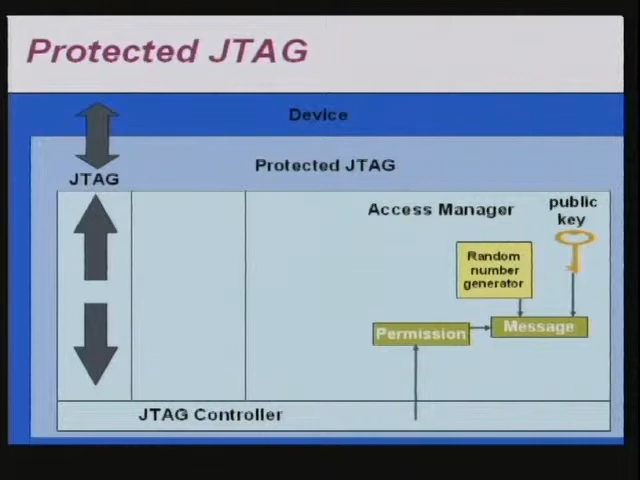 Protected JTAG
Device
Protected JTAG
JTAG
Access Manager
public
key
Random
number
generator
Permission
Message
JTAG Controller